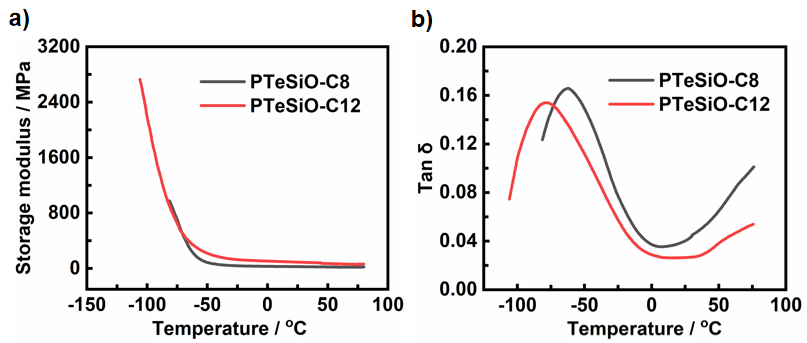 a)
3200
2400
1600
800
0
Storage modulus / MPa
PTeSiO-C8
PTeSiO-C12
-150 -100 -50 0 50 100
Temperature / °C
b)
0.20
0.16
0.12
0.08
0.04
0.00
Tan δ
PTeSiO-C8
PTeSiO-C12
-100 -50 0 50 100
Temperature / °C